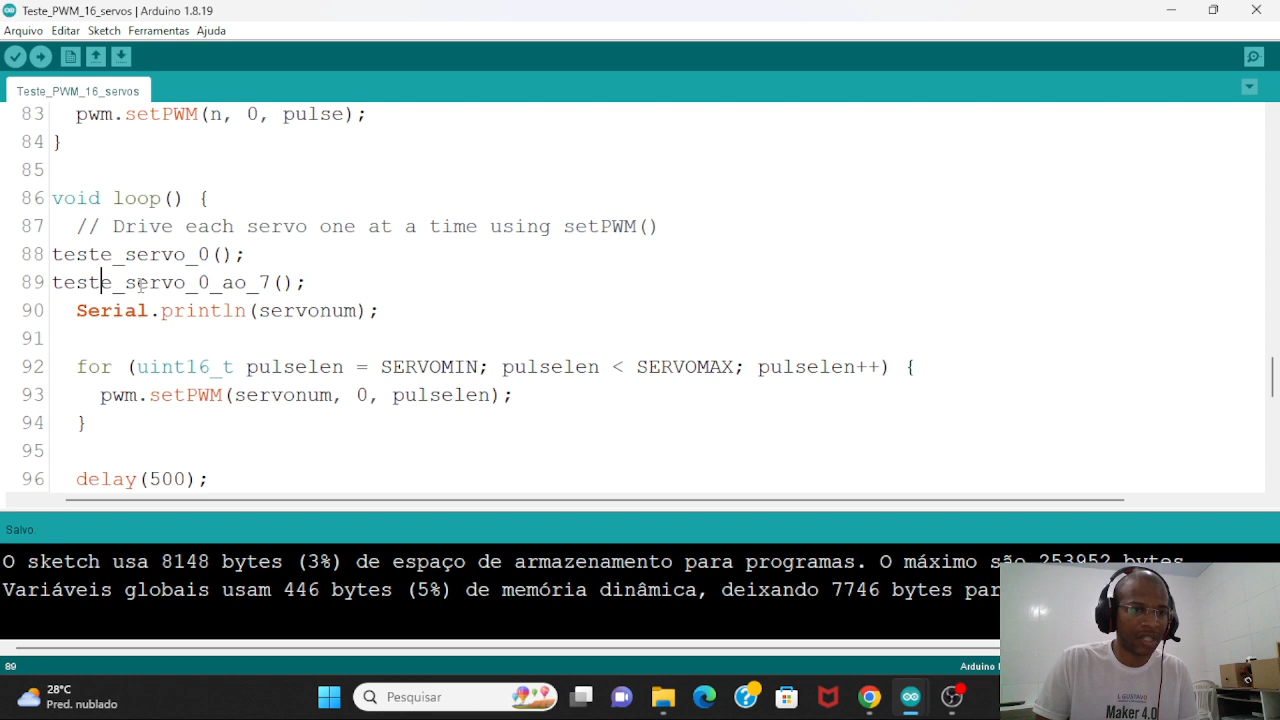 Teste_PWM_16_servos | Arduino 1.8.19
Arquivo Editar Sketch Ferramentas Ajuda
Teste_PWM_16_servos
83 pwm.setPWM(n, 0, pulse);
84 }
85
86 void loop() {
87 // Drive each servo one at a time using setPWM()
88 teste_servo_0();
89 teste_servo_0_ao_7();
90 Serial.println(servonum);
91
92 for (uint16_t pulselen = SERVOMIN; pulselen < SERVOMAX; pulselen++) {
93 pwm.setPWM(servonum, 0, pulselen);
94 }
95
96 delay(500);
Salvo.
O sketch usa 8148 bytes (3%) de espaço de armazenamento para programas. O máximo são 253952 bytes
Variáveis globais usam 446 bytes (5%) de memória dinâmica, deixando 7746 bytes par
89
Arduino
28°C
Pred. nublado
Pesquisar
GUSTAVO
Maker 4.0